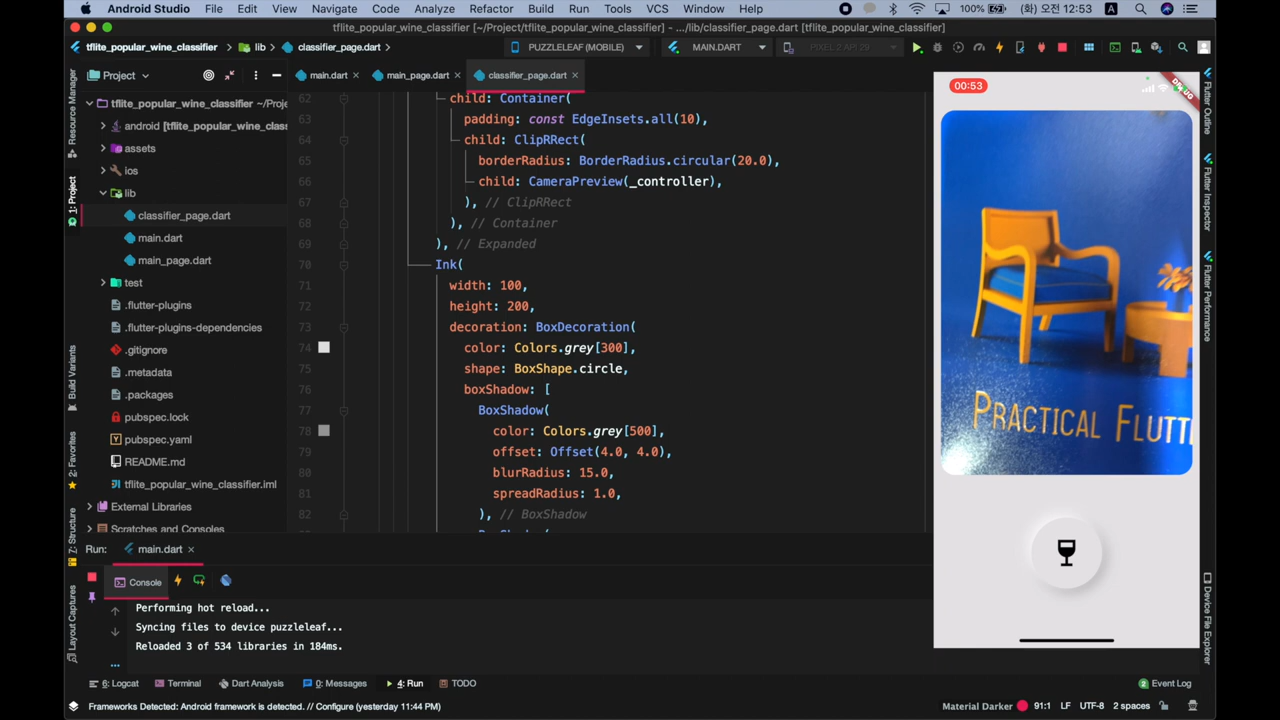 Android Studio File Edit View Navigate Code Analyze Refactor Build Run Tools VCS Window Help 100% (화) 오전 12:53 A
tflite_popular_wine_classifier [~/Project/tflite_popular_wine_classifier] - .../lib/classifier_page.dart [tflite_popular_wine_classifier]
tflite_popular_wine_classifier lib classifier_page.dart PUZZLELEAF (MOBILE) MAIN.DART PIXEL 2 API 29
Project main.dart main_page.dart classifier_page.dart
Resource Manager
1: Project
Build Variants
2: Favorites
7: Structure
Layout Captures
tflite_popular_wine_classifier ~/Proje
android [tflite_popular_wine_class
assets
ios
lib
classifier_page.dart
main.dart
main_page.dart
test
.flutter-plugins
.flutter-plugins-dependencies
.gitignore
.metadata
.packages
pubspec.lock
pubspec.yaml
README.md
tflite_popular_wine_classifier.iml
External Libraries
Scratches and Consoles
62 child: Container(
63 padding: const EdgeInsets.all(10),
64 child: ClipRRect(
65 borderRadius: BorderRadius.circular(20.0),
66 child: CameraPreview(_controller),
67 ), // ClipRRect
68 ), // Container
69 ), // Expanded
70 Ink(
71 width: 100,
72 height: 200,
73 decoration: BoxDecoration(
74 color: Colors.grey[300],
75 shape: BoxShape.circle,
76 boxShadow: [
77 BoxShadow(
78 color: Colors.grey[500],
79 offset: Offset(4.0, 4.0),
80 blurRadius: 15.0,
81 spreadRadius: 1.0,
82 ), // BoxShadow
00:53
DEBUG
PRACTICAL FLUTT
Flutter Outline
Flutter Inspector
Flutter Performance
Device File Explorer
Run: main.dart
Console
Performing hot reload...
Syncing files to device puzzleleaf...
Reloaded 3 of 534 libraries in 184ms.
6: Logcat Terminal Dart Analysis 0: Messages 4: Run TODO 2 Event Log
Frameworks Detected: Android framework is detected. // Configure (yesterday 11:44 PM) Material Darker 91:1 LF UTF-8 2 spaces